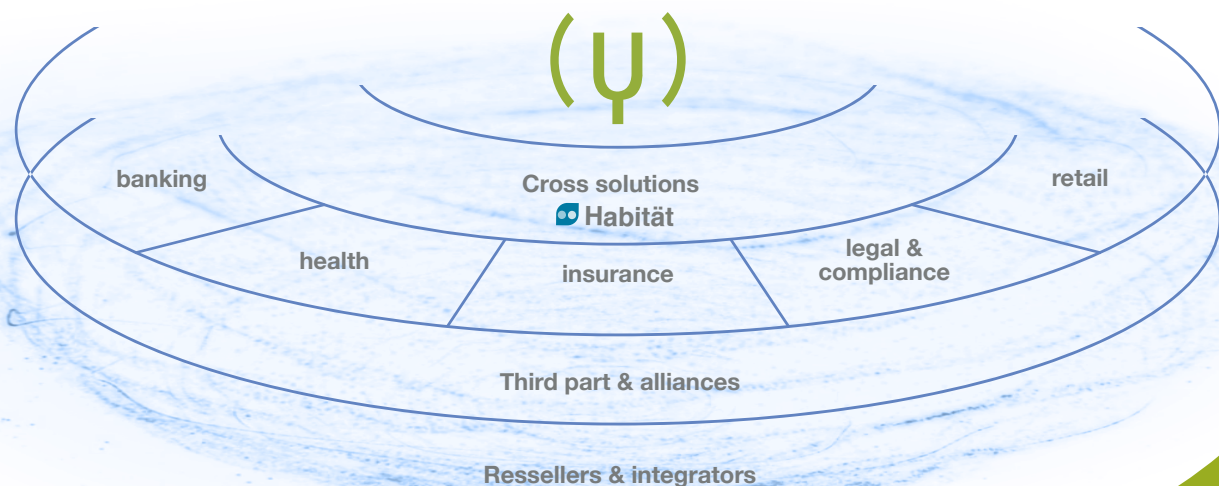 (Y)
Cross solutions
Habität
banking
health
insurance
legal &
compliance
retail
Third part & alliances
Ressellers & integrators